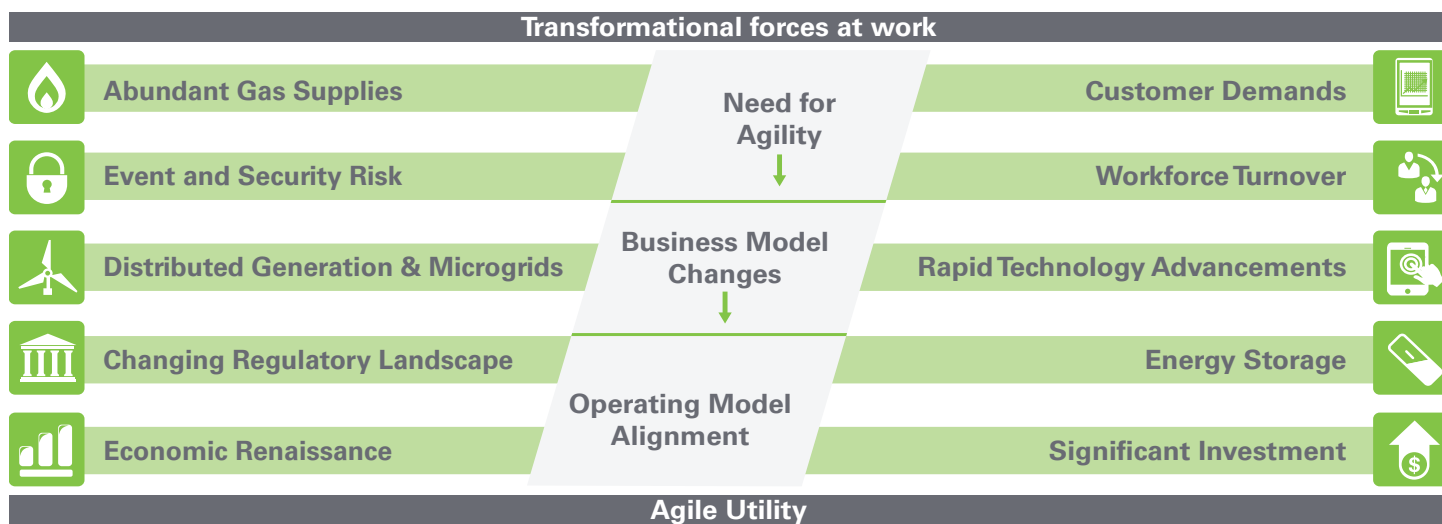 Transformational forces at work
Abundant Gas Supplies
Event and Security Risk
Distributed Generation & Microgrids
Changing Regulatory Landscape
Economic Renaissance
Need for
Agility
Business Model
Changes
Operating Model
Alignment
Customer Demands
Workforce Turnover
Rapid Technology Advancements
Energy Storage
Significant Investment
$
Agile Utility